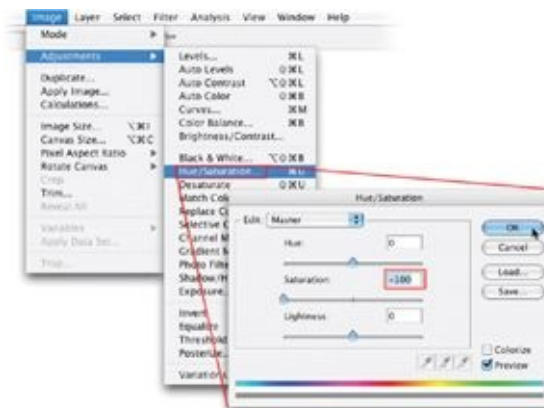 Image Layer Select Filter Analysis View Window Help
Mode
Adjustments
Duplicate...
Apply Image...
Calculations...
Image Size... ⌥⌘I
Canvas Size... ⌥⌘C
Pixel Aspect Ratio
Rotate Canvas
Crop
Trim...
Reveal All
Variables
Apply Data Set...
Trap...
Levels... ⌘L
Auto Levels ⇧⌘L
Auto Contrast ⌥⇧⌘L
Auto Color ⇧⌘B
Curves... ⌘M
Color Balance... ⌘B
Brightness/Contrast...
Black & White... ⌥⇧⌘B
Hue/Saturation... ⌘U
Desaturate ⇧⌘U
Match Col
Replace C
Selective C
Channel M
Gradient M
Photo Filte
Shadow/H
Exposure
Invert
Equalize
Threshold
Posterize
Variations
Hue/Saturation
Edit: Master
Hue: 0
Saturation: -100
Lightness: 0
OK
Cancel
Load...
Save...
Colorize
Preview